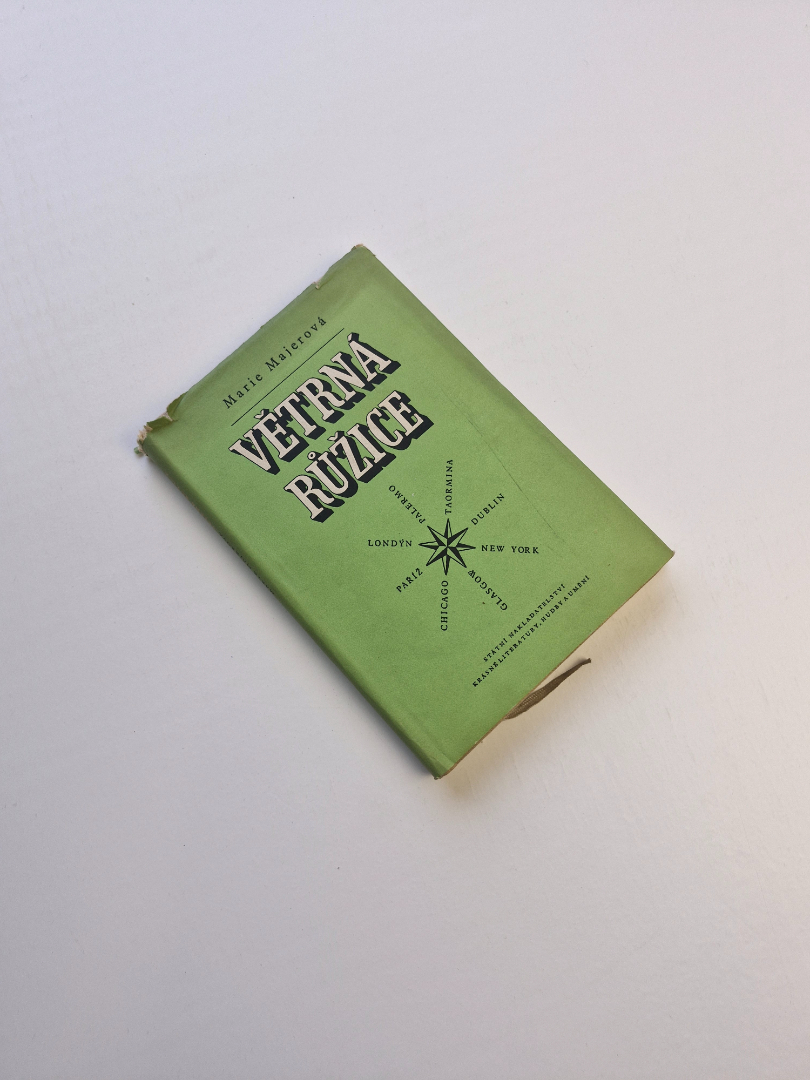 Marie Majerová
VĚTRNÁ
RŮŽICE
PALERMO
TAORMINA
DUBLIN
LONDÝN
NEW YORK
PAŘÍŽ
GLASGOW
CHICAGO
STÁTNÍ NAKLADATELSTVÍ
KRÁSNÉ LITERATURY, HUDBY A UMĚNÍ